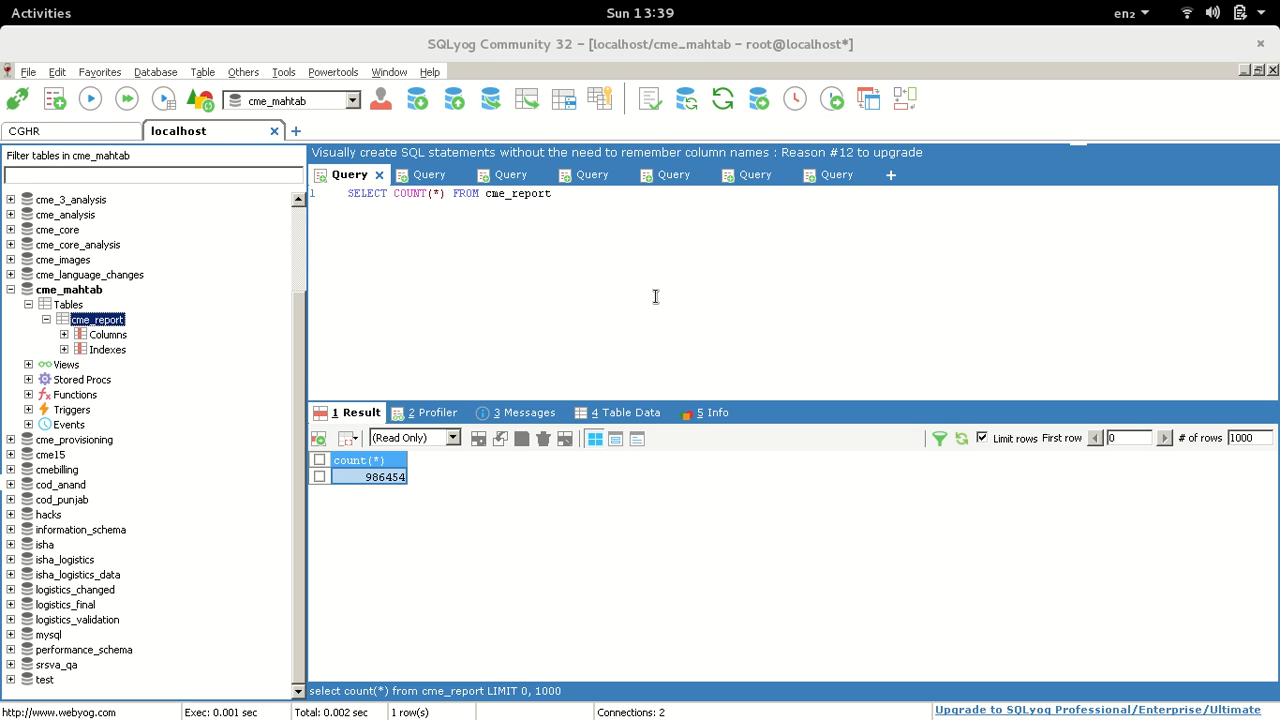 Activities
Sun 13:39
en2
SQLyog Community 32 - [localhost/cme_mahtab - root@localhost*]
File Edit Favorites Database Table Others Tools Powertools Window Help
cme_mahtab
CGHR
localhost
Filter tables in cme_mahtab
Visually create SQL statements without the need to remember column names : Reason #12 to upgrade
Query Query Query Query Query Query Query
1 SELECT COUNT(*) FROM cme_report
cme_3_analysis
cme_analysis
cme_core
cme_core_analysis
cme_images
cme_language_changes
cme_mahtab
Tables
cme_report
Columns
Indexes
Views
Stored Procs
Functions
Triggers
Events
cme_provisioning
cme15
cmebilling
cod_anand
cod_punjab
hacks
information_schema
isha
isha_logistics
isha_logistics_data
logistics_changed
logistics_final
logistics_validation
mysql
performance_schema
srsva_qa
test
1 Result 2 Profiler 3 Messages 4 Table Data 5 Info
(Read Only) Limit rows First row 0 # of rows 1000
count(*)
986454
select count(*) from cme_report LIMIT 0, 1000
http://www.webyog.com Exec: 0.001 sec Total: 0.002 sec 1 row(s) Connections: 2 Upgrade to SQLyog Professional/Enterprise/Ultimate